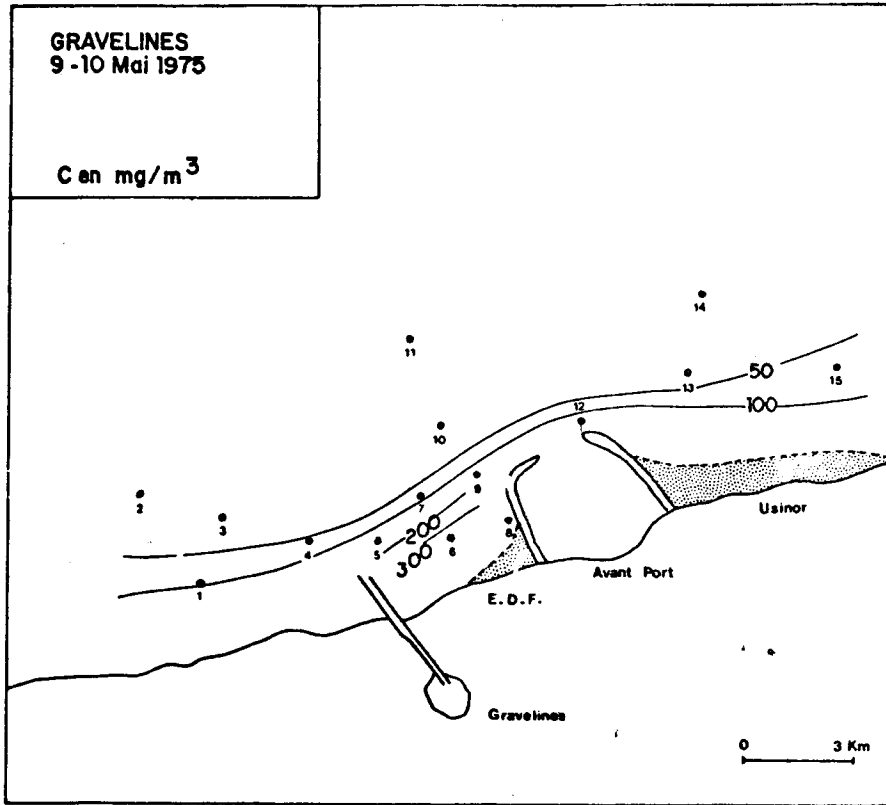 GRAVELINES
9-10 Mai 1975
C en mg/m³
14
11
50
13
15
12
100
10
2
3
9
7
200
8
4
5
6
300
1
Usinor
Avant Port
E.D.F.
Gravelines
0 3 Km